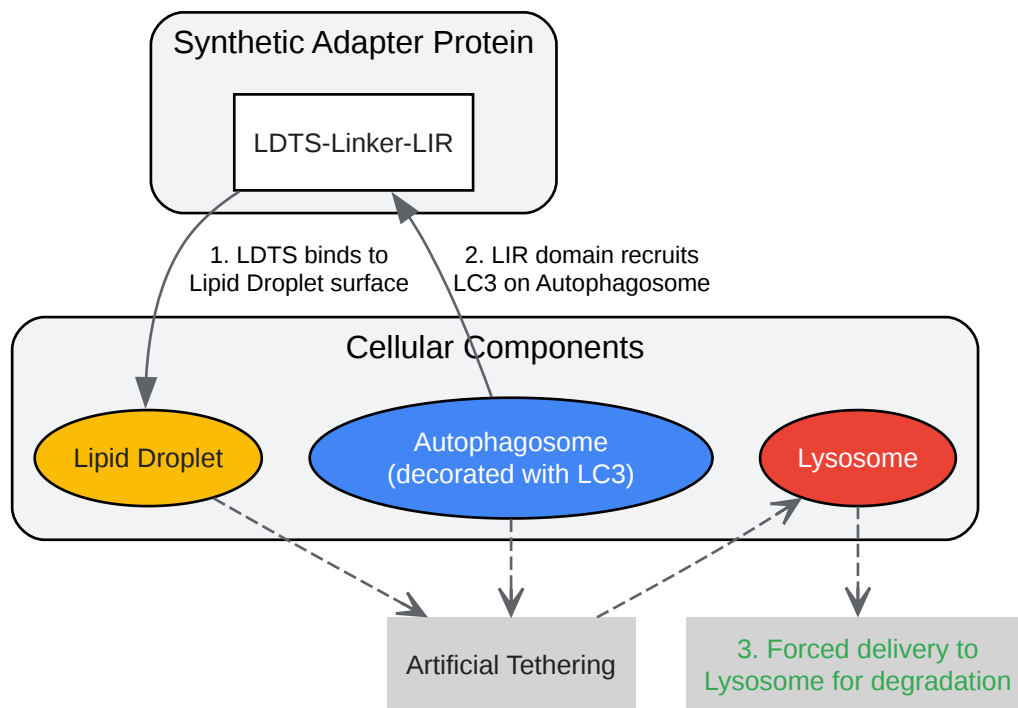 Synthetic Adapter Protein
LDTS-Linker-LIR
1. LDTS binds to
Lipid Droplet surface
2. LIR domain recruits
LC3 on Autophagosome
Cellular Components
Lipid Droplet
Autophagosome
(decorated with LC3)
Lysosome
Artificial Tethering
3. Forced delivery to
Lysosome for degradation